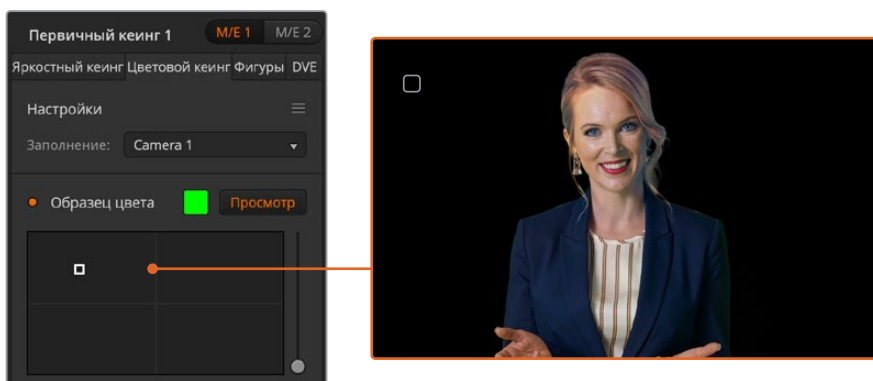 Первичный кеинг 1 M/E 1 M/E 2
Яркостный кеинг Цветовой кеинг Фигуры DVE
Настройки
Заполнение: Camera 1
Образец цвета Просмотр